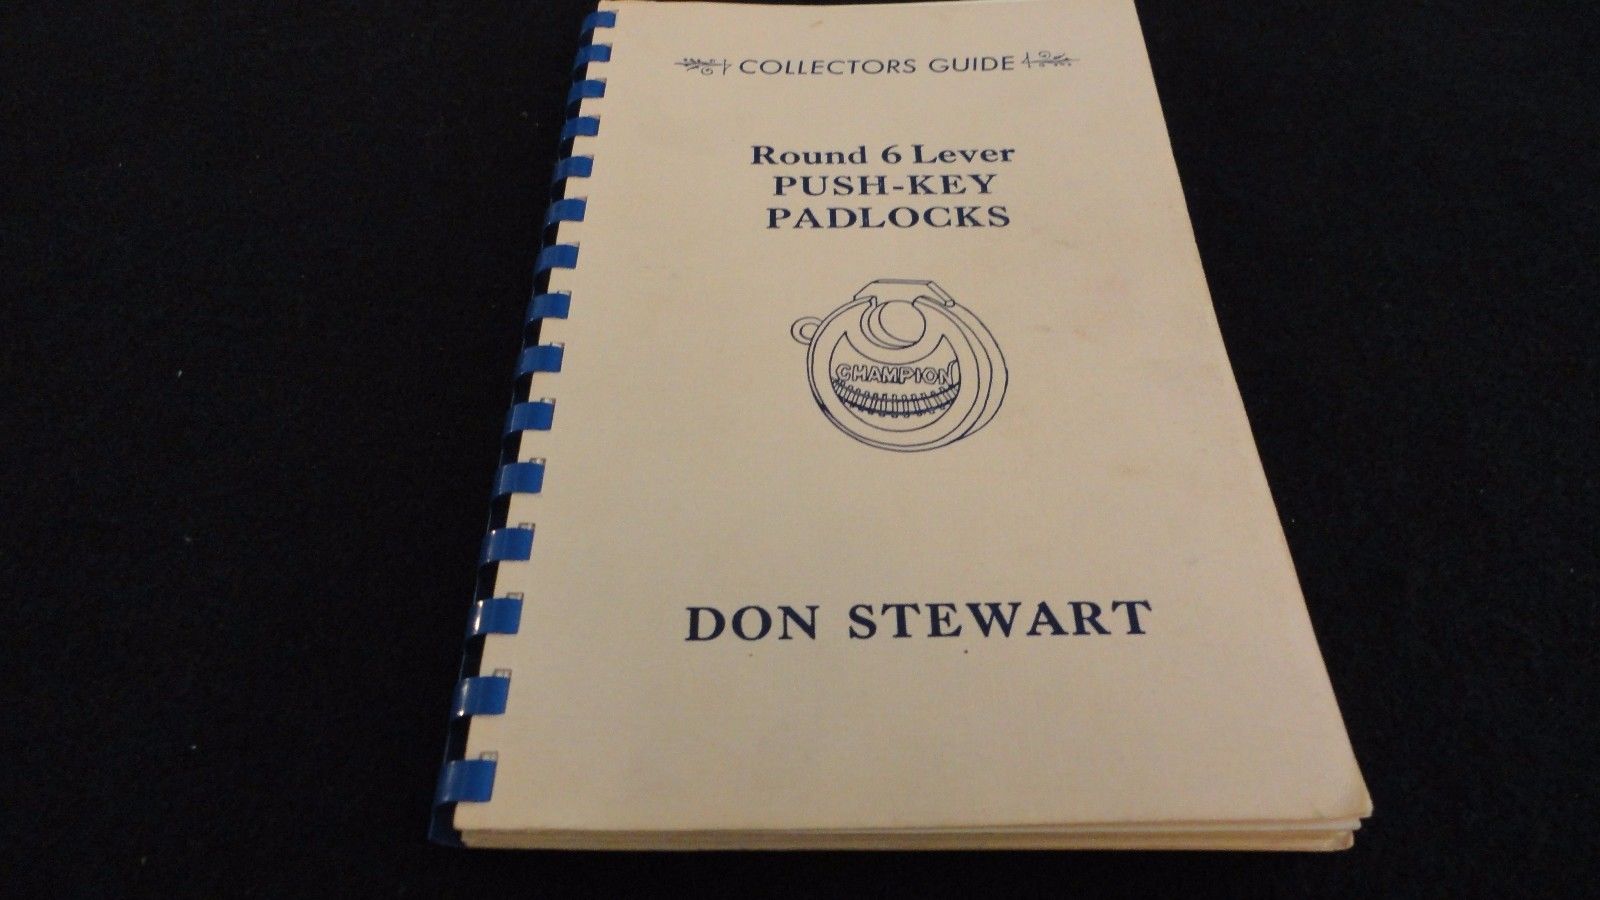 COLLECTORS GUIDE
Round 6 Lever
PUSH-KEY
PADLOCKS
CHAMPION
DON STEWART